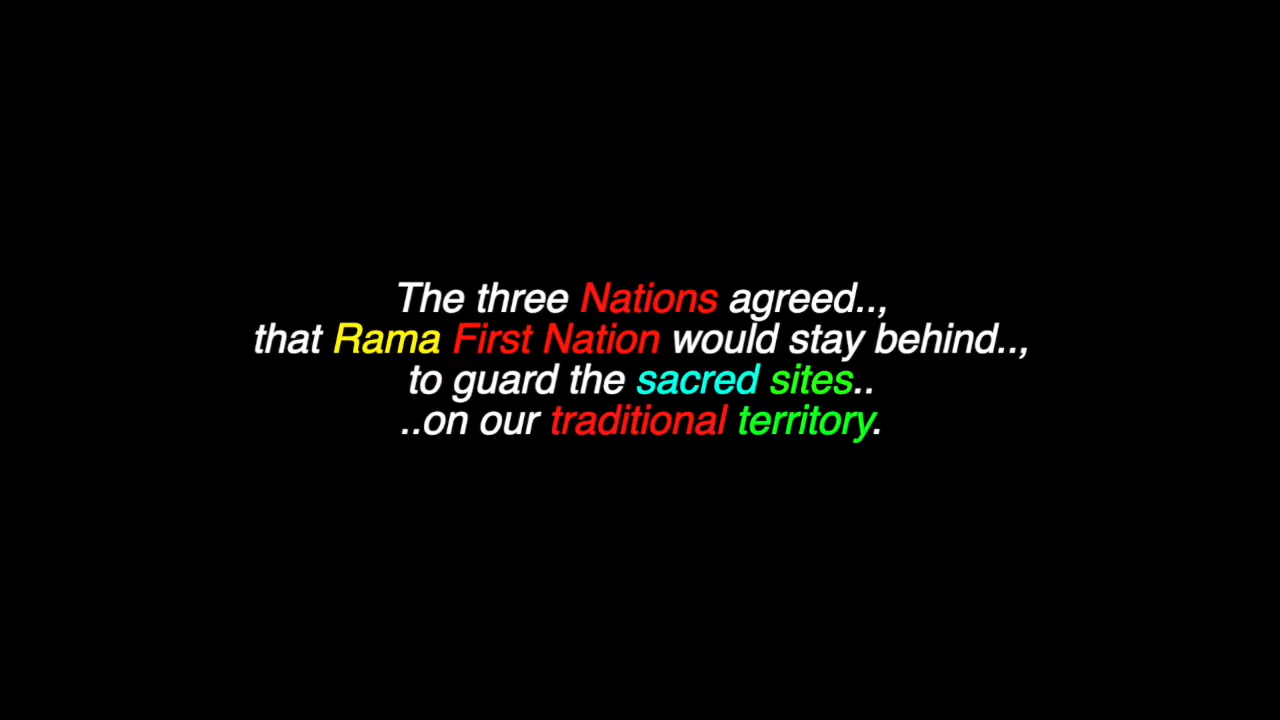 The three Nations agreed..,
that Rama First Nation would stay behind..,
to guard the sacred sites..
..on our traditional territory.